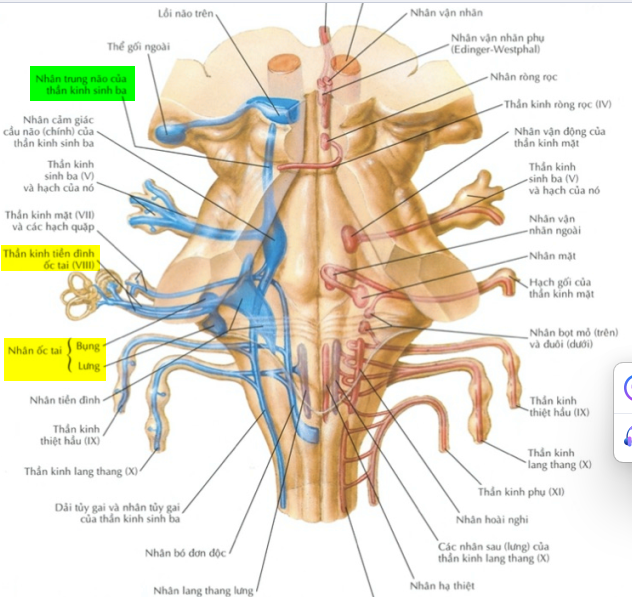 Lồi não trên
Thể gối ngoài
Nhân trung não của
thần kinh sinh ba
Nhân cảm giác
cầu não (chính) của
thần kinh sinh ba
Thần kinh
sinh ba (V)
và hạch của nó
Thần kinh mặt (VII)
và các hạch quặp
Thần kinh tiền đình
ốc tai (VIII)
Nhân ốc tai
Bụng
Lưng
Nhân tiền đình
Thần kinh
thiệt hầu (IX)
Thần kinh lang thang (X)
Dải tủy gai và nhân tủy gai
của thần kinh sinh ba
Nhân bó đơn độc
Nhân lang thang lưng
Nhân vận nhãn
Nhân vận nhãn phụ
(Edinger-Westphal)
Nhân ròng rọc
Thần kinh ròng rọc (IV)
Nhân vận động của
thần kinh mặt
Thần kinh
sinh ba (V)
và hạch của nó
Nhân vận
nhãn ngoài
Nhân mặt
Hạch gối của
thần kinh mặt
Nhân bọt mỏ (trên)
và đuôi (dưới)
Thần kinh
thiệt hầu (IX)
Thần kinh
lang thang (X)
Thần kinh phụ (XI)
Nhân hoài nghi
Các nhân sau (lưng) của
thần kinh lang thang (X)
Nhân hạ thiệt